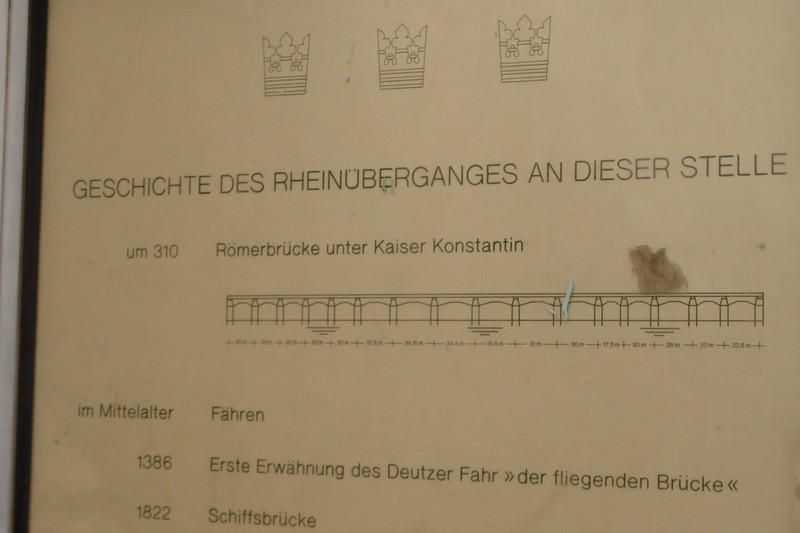 GESCHICHTE DES RHEINÜBERGANGES AN DIESER STELLE
um 310 Römerbrücke unter Kaiser Konstantin
im Mittelalter Fähren
1386 Erste Erwähnung des Deutzer Fahr »der fliegenden Brücke«
1822 Schiffsbrücke